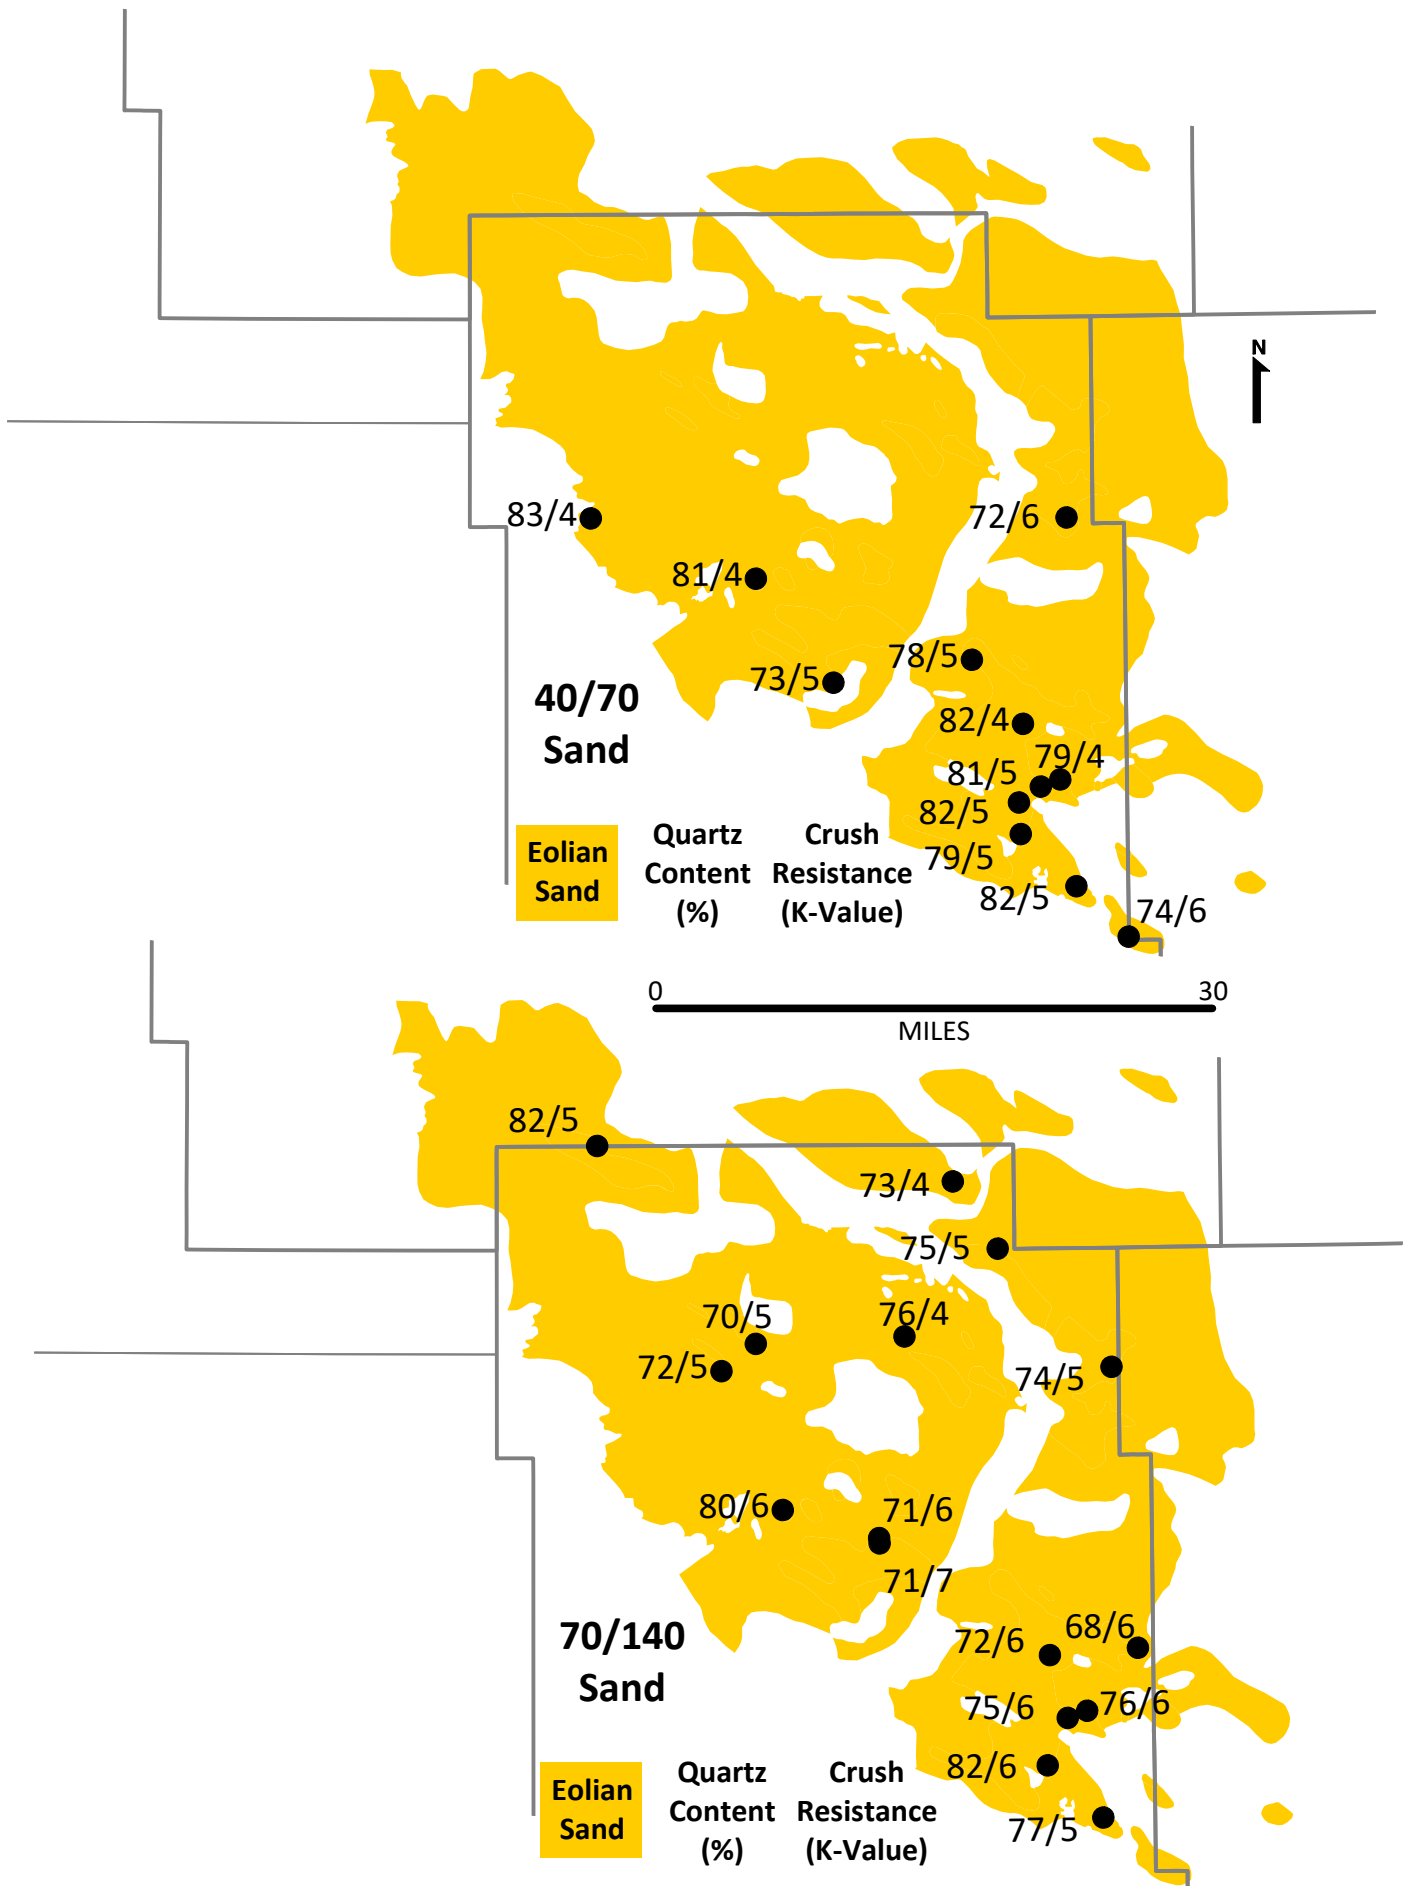 N
83/4
72/6
81/4
78/5
73/5
82/4
79/4
81/5
82/5
79/5
82/5
74/6
40/70
Sand
Eolian
Sand
Quartz
Content
(%)
Crush
Resistance
(K-Value)
0
30
MILES
82/5
73/4
75/5
70/5
76/4
72/5
74/5
80/6
71/6
71/7
72/6
68/6
75/6
76/6
82/6
77/5
70/140
Sand
Eolian
Sand
Quartz
Content
(%)
Crush
Resistance
(K-Value)